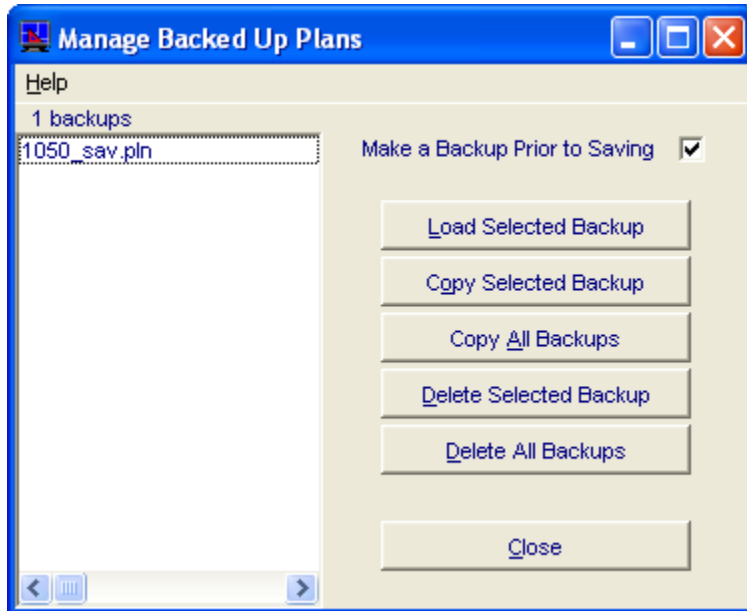 Manage Backed Up Plans
Help
1 backups
1050_sav.pln
Make a Backup Prior to Saving
Load Selected Backup
Copy Selected Backup
Copy All Backups
Delete Selected Backup
Delete All Backups
Close